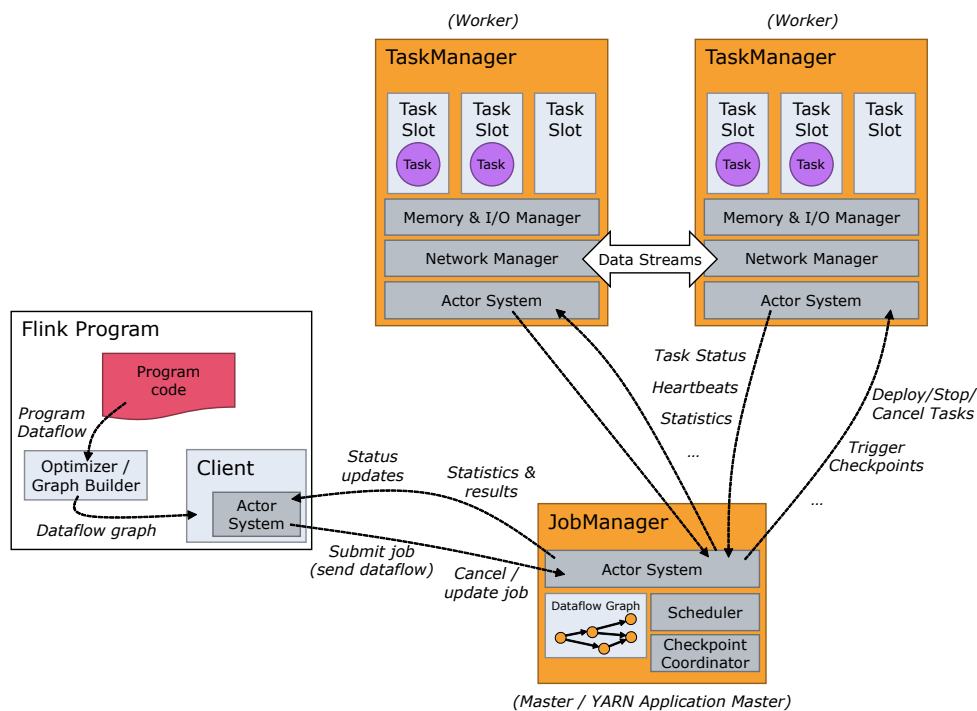 (Worker)
(Worker)
TaskManager
TaskManager
Task
Slot
Task
Task
Slot
Task
Task
Slot
Task
Slot
Task
Task
Slot
Task
Task
Slot
Memory & I/O Manager
Memory & I/O Manager
Network Manager
Data Streams
Network Manager
Actor System
Actor System
Flink Program
Program
code
Program
Dataflow
Optimizer /
Graph Builder
Client
Actor
System
Dataflow graph
Status
updates
Statistics &
results
Submit job
(send dataflow)
Cancel /
update job
Task Status
Heartbeats
Statistics
...
Deploy/Stop/
Cancel Tasks
Trigger
Checkpoints
...
JobManager
Actor System
Dataflow Graph
Scheduler
Checkpoint
Coordinator
(Master / YARN Application Master)